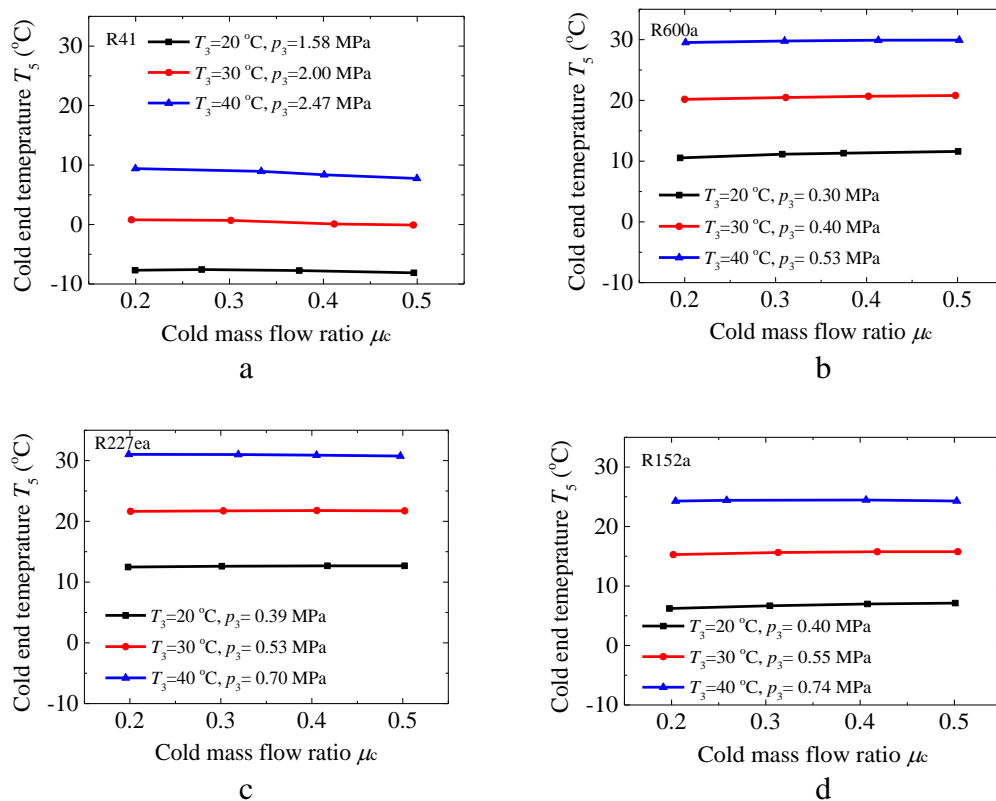 R41
T₃=20 °C, p₃=1.58 MPa
T₃=30 °C, p₃=2.00 MPa
T₃=40 °C, p₃=2.47 MPa
30
20
10
0
-10
0.2 0.3 0.4 0.5
Cold end temeprature T₅ (°C)
Cold mass flow ratio μc
a
R600a
T₃=20 °C, p₃= 0.30 MPa
T₃=30 °C, p₃= 0.40 MPa
T₃=40 °C, p₃= 0.53 MPa
30
20
10
0
-10
0.2 0.3 0.4 0.5
Cold end temeprature T₅ (°C)
Cold mass flow ratio μc
b
R227ea
T₃=20 °C, p₃= 0.39 MPa
T₃=30 °C, p₃= 0.53 MPa
T₃=40 °C, p₃= 0.70 MPa
30
20
10
0
-10
0.2 0.3 0.4 0.5
Cold end temeprature T₅ (°C)
Cold mass flow ratio μc
c
R152a
T₃=20 °C, p₃= 0.40 MPa
T₃=30 °C, p₃= 0.55 MPa
T₃=40 °C, p₃= 0.74 MPa
30
20
10
0
-10
0.2 0.3 0.4 0.5
Cold end temeprature T₅ (°C)
Cold mass flow ratio μc
d